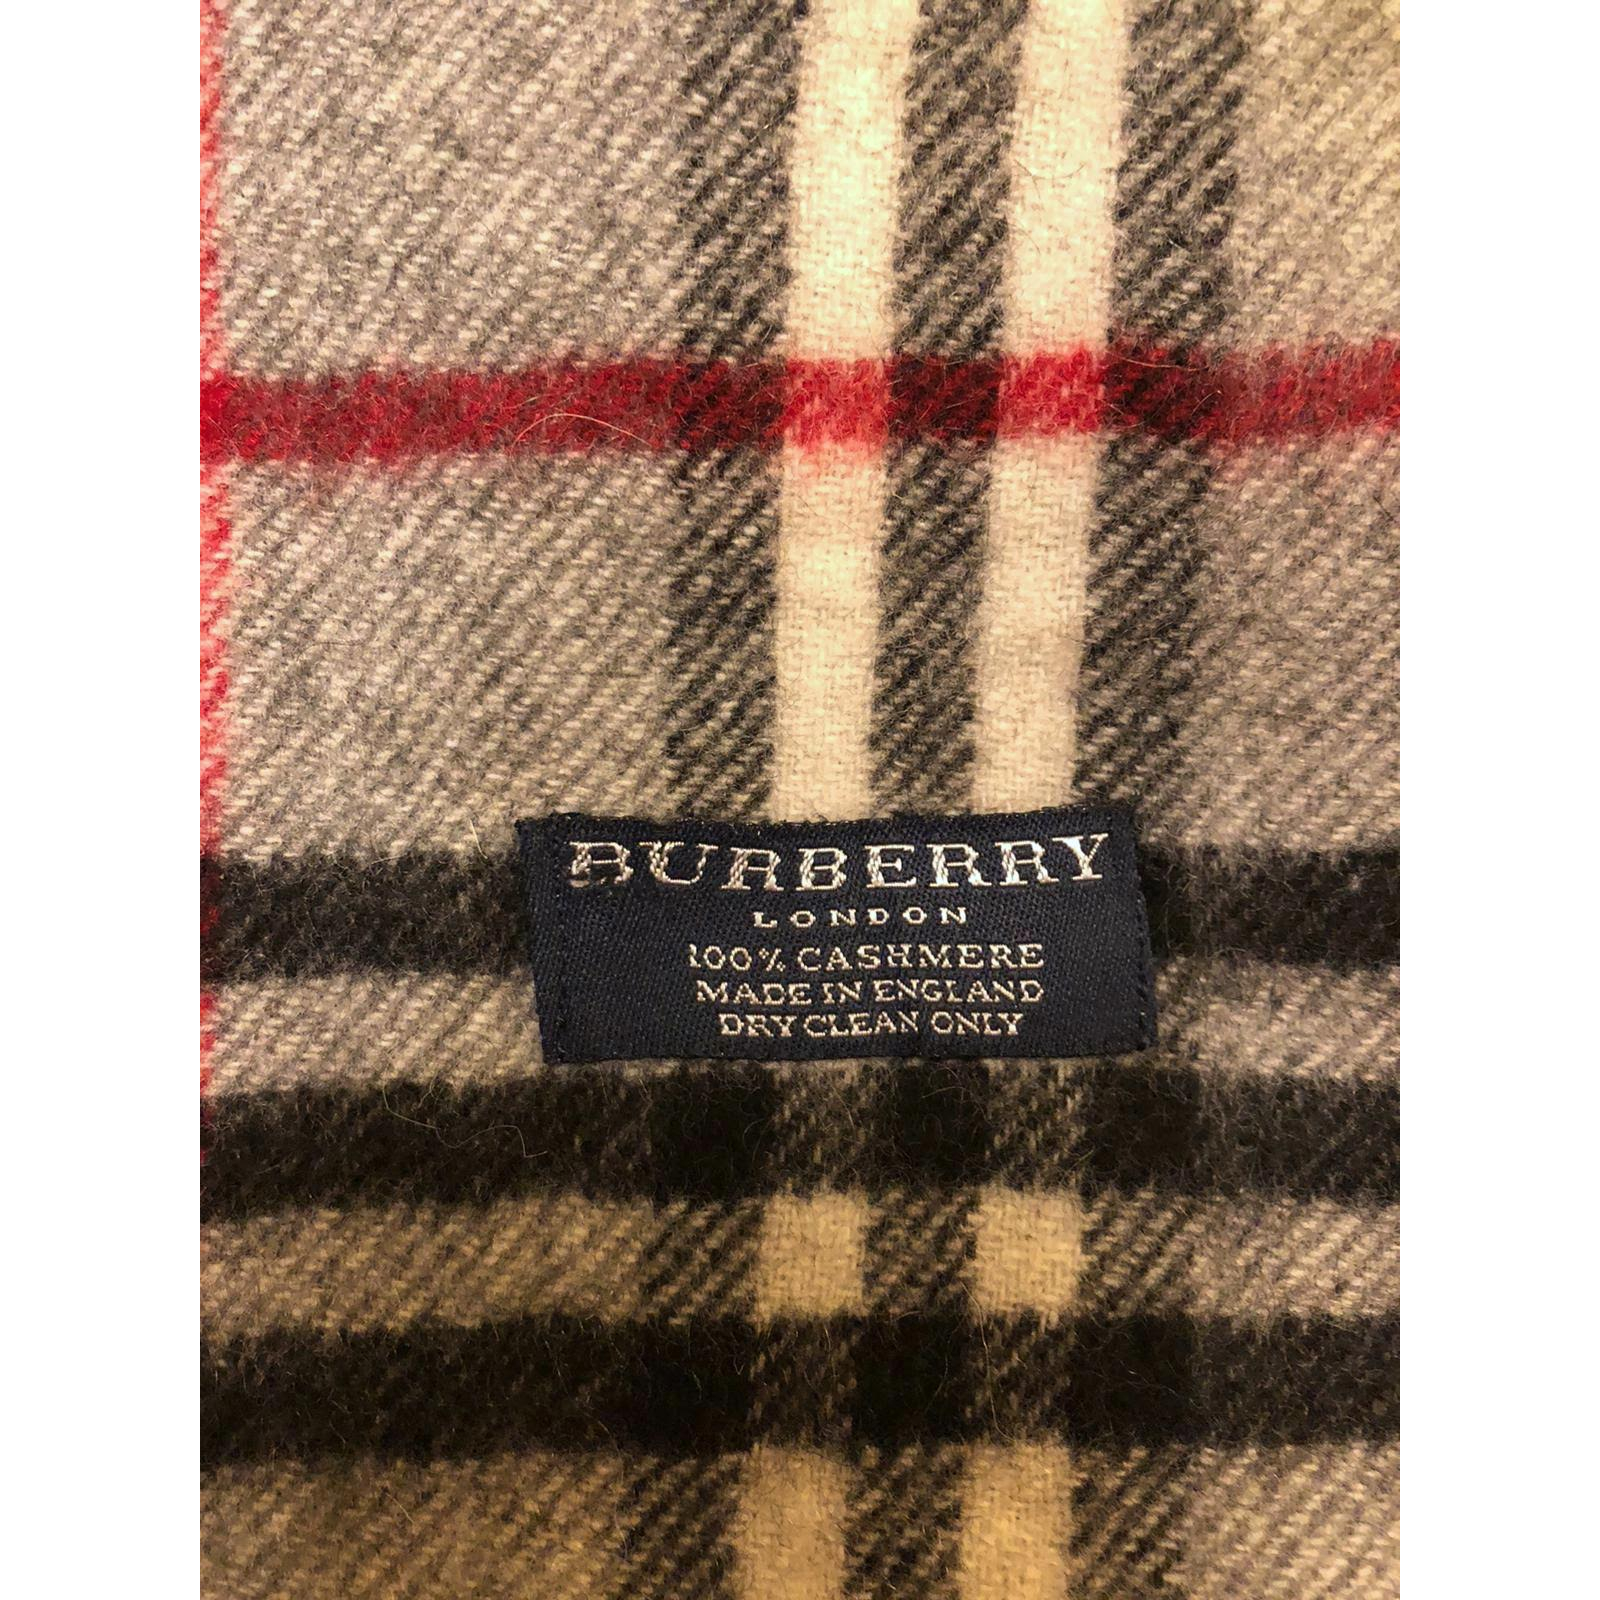 BURBERRY
LONDON
100% CASHMERE
MADE IN ENGLAND
DRY CLEAN ONLY